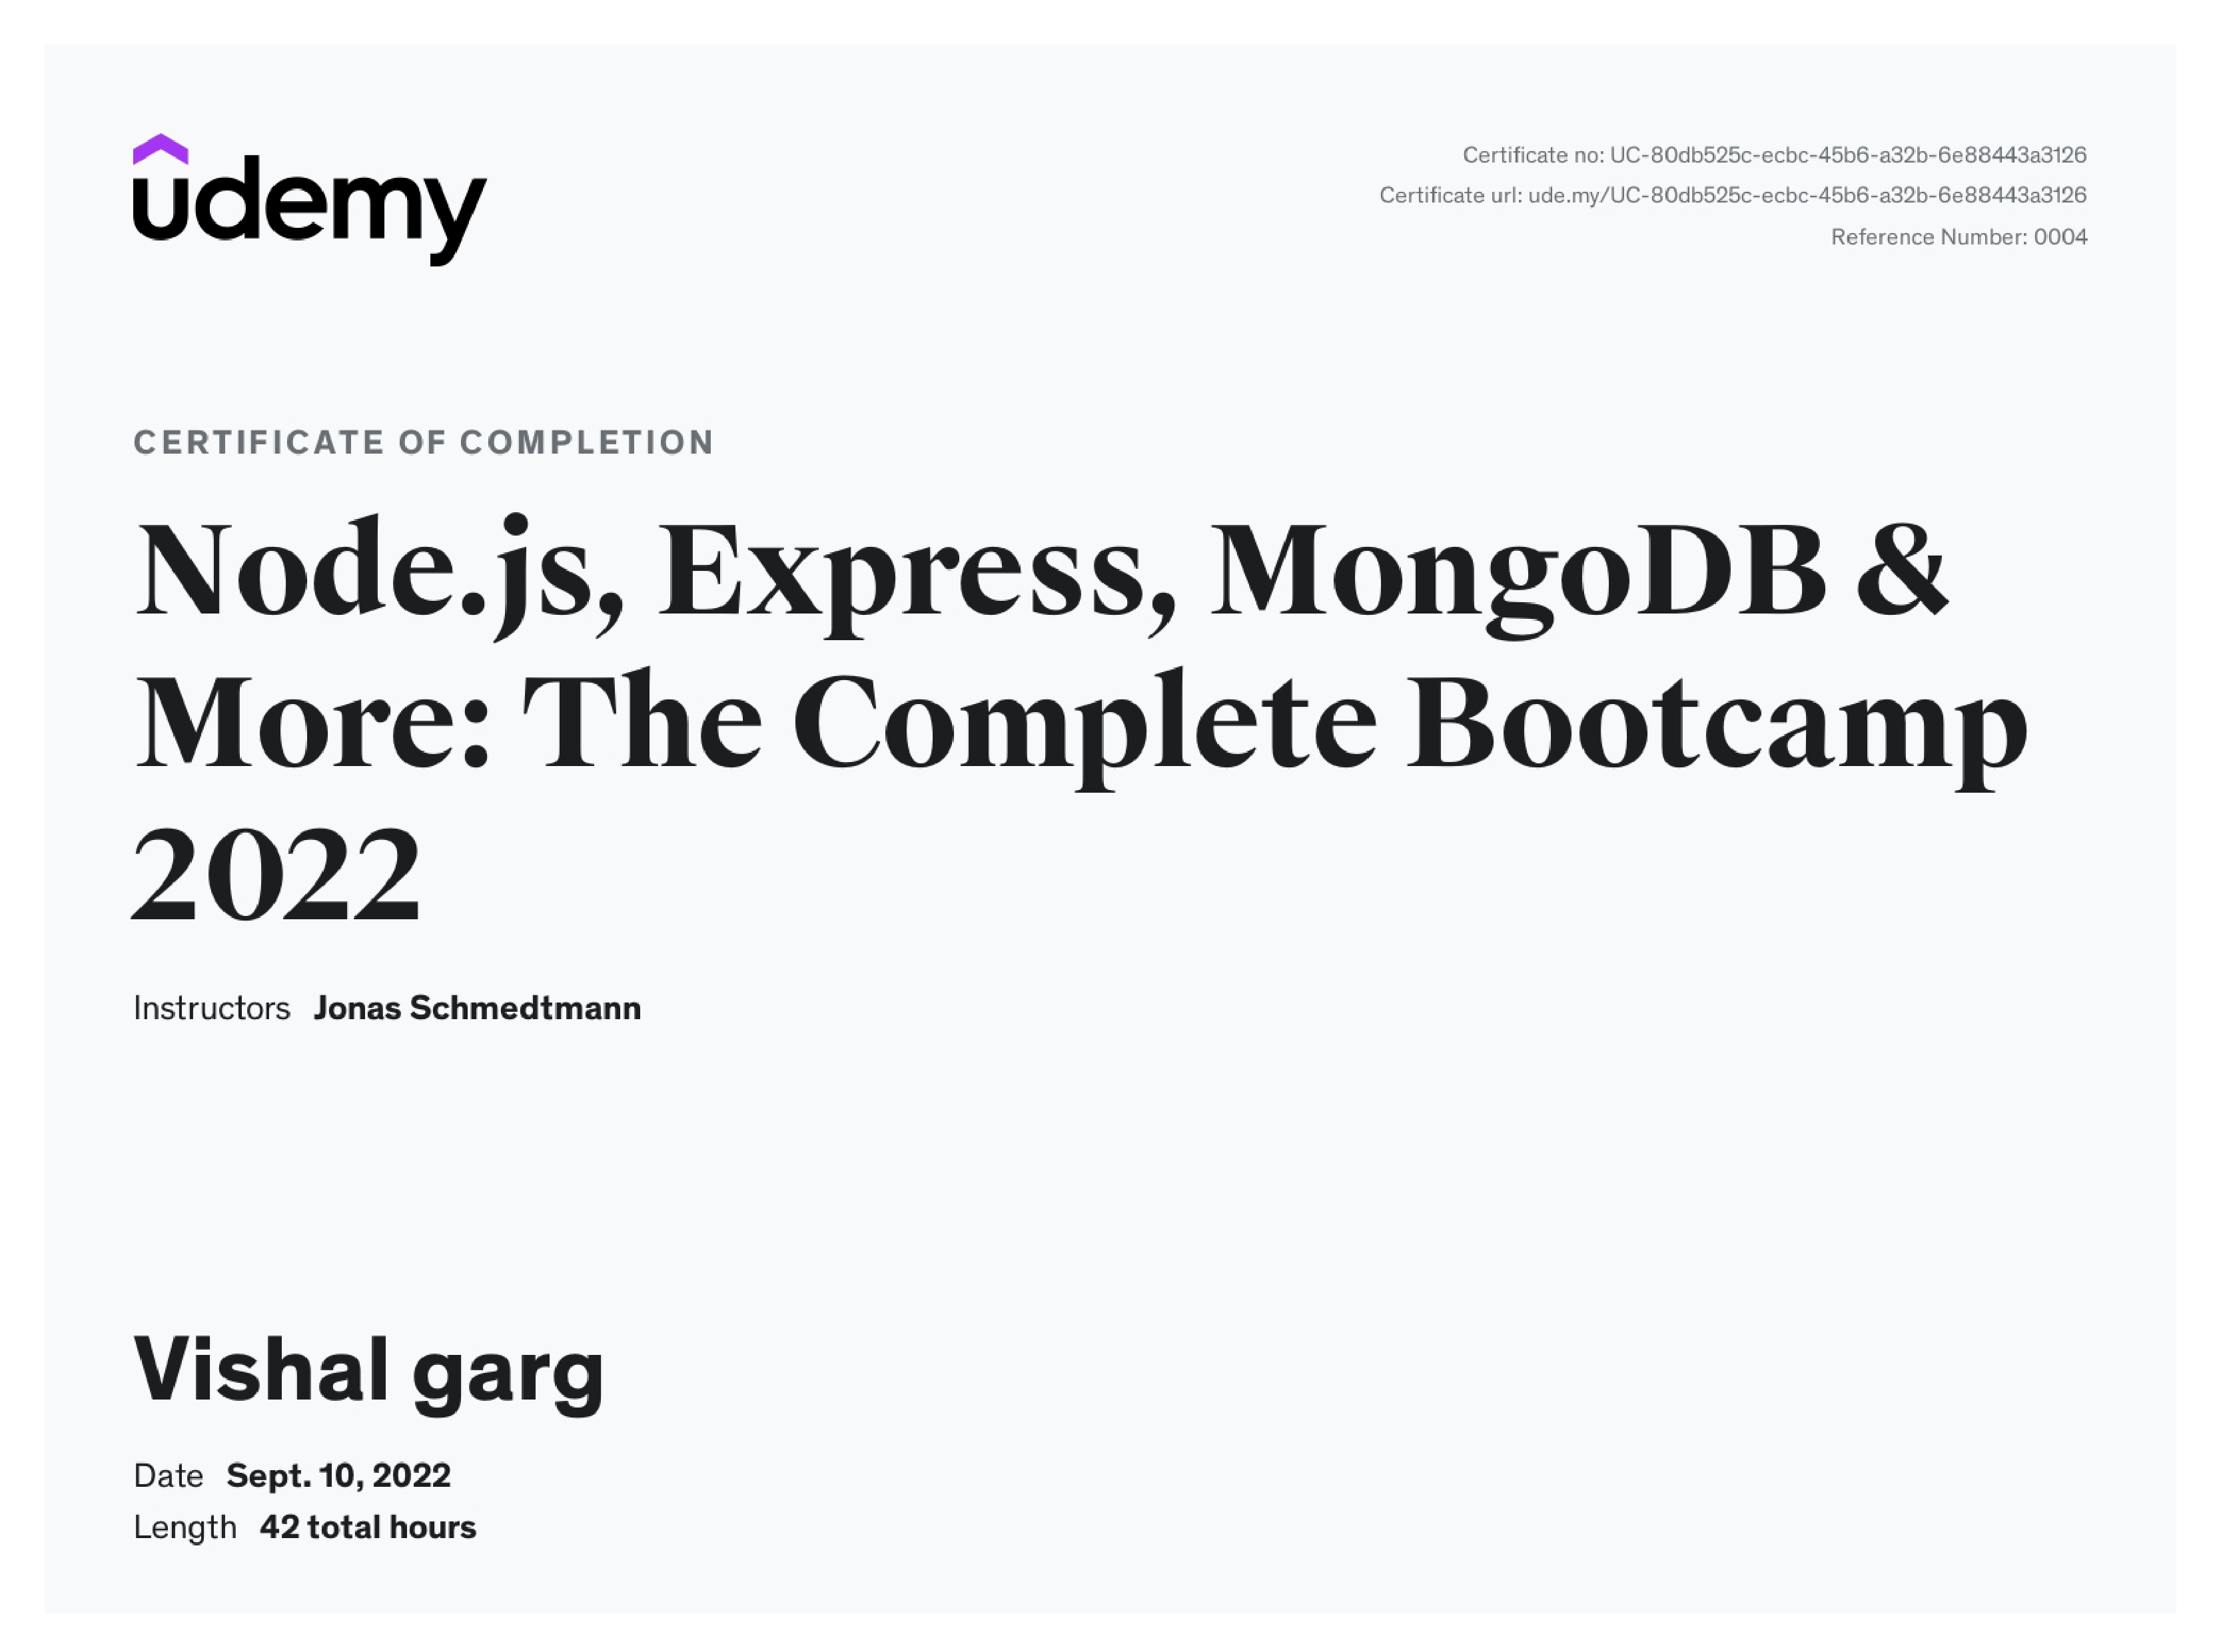 udemy
Certificate no: UC-80db525c-ecbc-45b6-a32b-6e88443a3126
Certificate url: ude.my/UC-80db525c-ecbc-45b6-a32b-6e88443a3126
Reference Number: 0004
CERTIFICATE OF COMPLETION
Node.js, Express, MongoDB &
More: The Complete Bootcamp
2022
Instructors Jonas Schmedtmann
Vishal garg
Date Sept. 10, 2022
Length 42 total hours